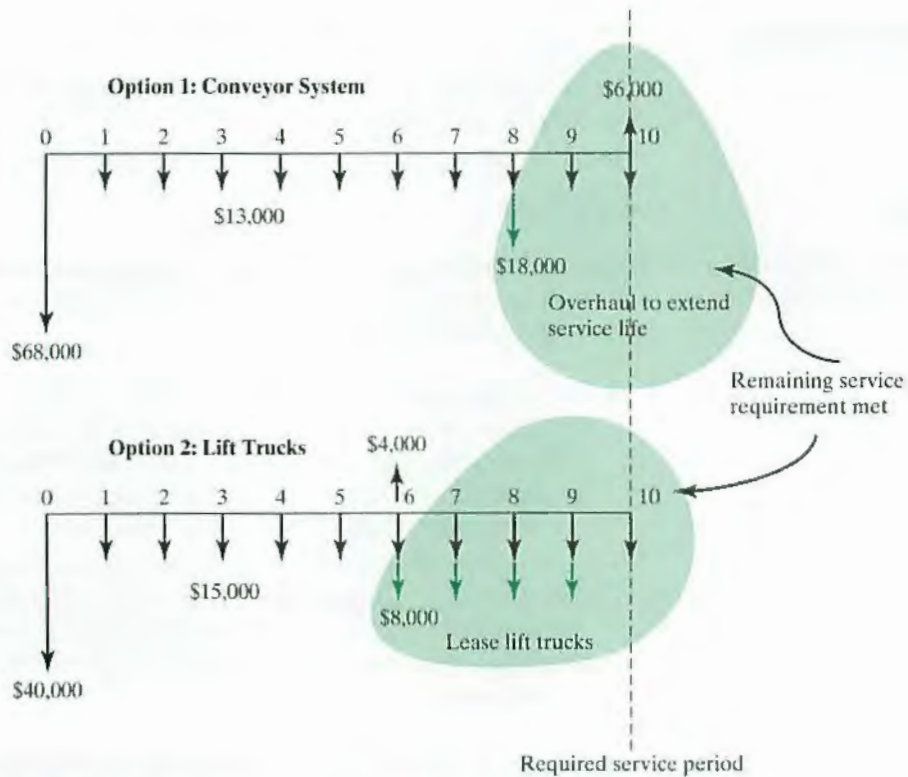 Option 1: Conveyor System
$6,000
0 1 2 3 4 5 6 7 8 9 10
$13,000
$18,000
Overhaul to extend
service life
$68,000
Remaining service
requirement met
Option 2: Lift Trucks
$4,000
0 1 2 3 4 5 6 7 8 9 10
$15,000
$8,000
Lease lift trucks
$40,000
Required service period